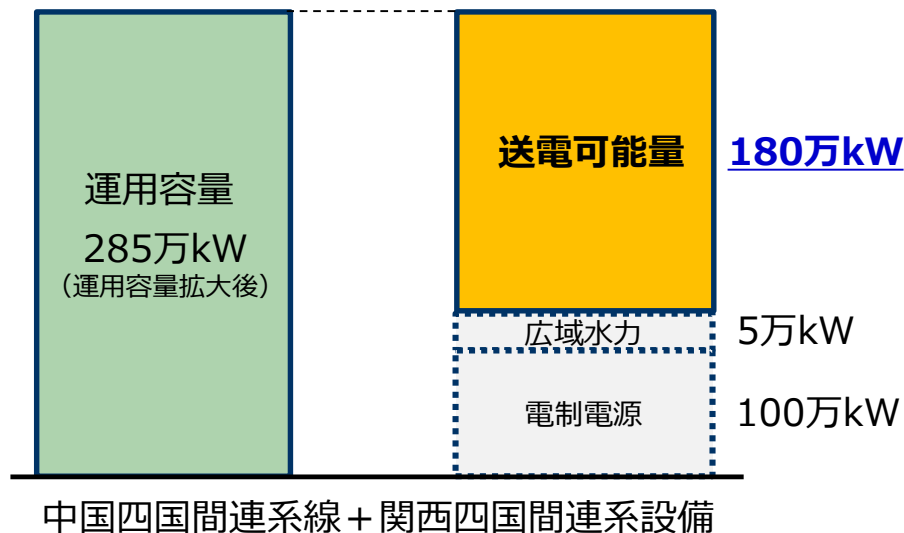 運用容量
285万kW
（運用容量拡大後）
送電可能量
180万kW
広域水力
5万kW
電制電源
100万kW
中国四国間連系線＋関西四国間連系設備